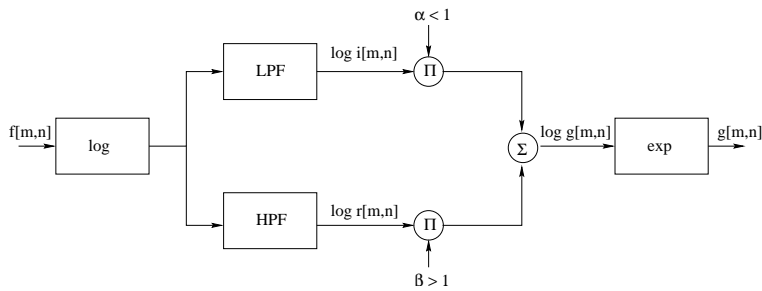 α < 1
log i[m,n]
LPF
Π
f[m,n]
log
Σ
log g[m,n]
exp
g[m,n]
log r[m,n]
HPF
Π
β > 1